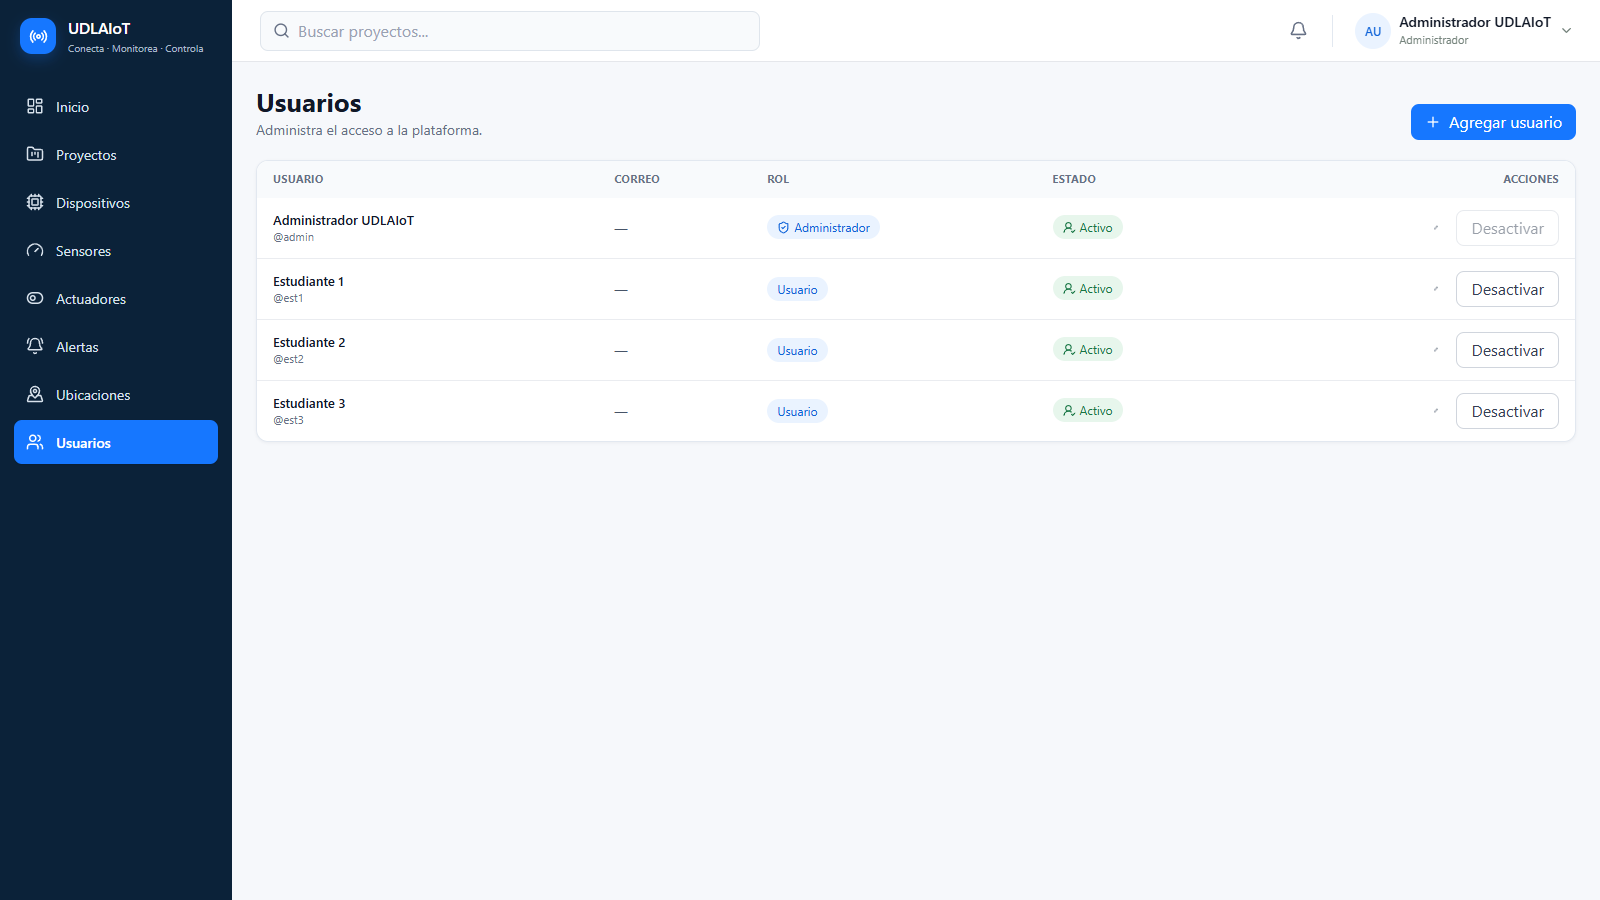 UDLAIoT
Conecta · Monitorea · Controla
Buscar proyectos...
AU
Administrador UDLAIoT
Administrador
Inicio
Proyectos
Dispositivos
Sensores
Actuadores
Alertas
Ubicaciones
Usuarios
Usuarios
Administra el acceso a la plataforma.
+ Agregar usuario
USUARIO CORREO ROL ESTADO ACCIONES
Administrador UDLAIoT
@admin
— Administrador Activo Desactivar
Estudiante 1
@est1
— Usuario Activo Desactivar
Estudiante 2
@est2
— Usuario Activo Desactivar
Estudiante 3
@est3
— Usuario Activo Desactivar